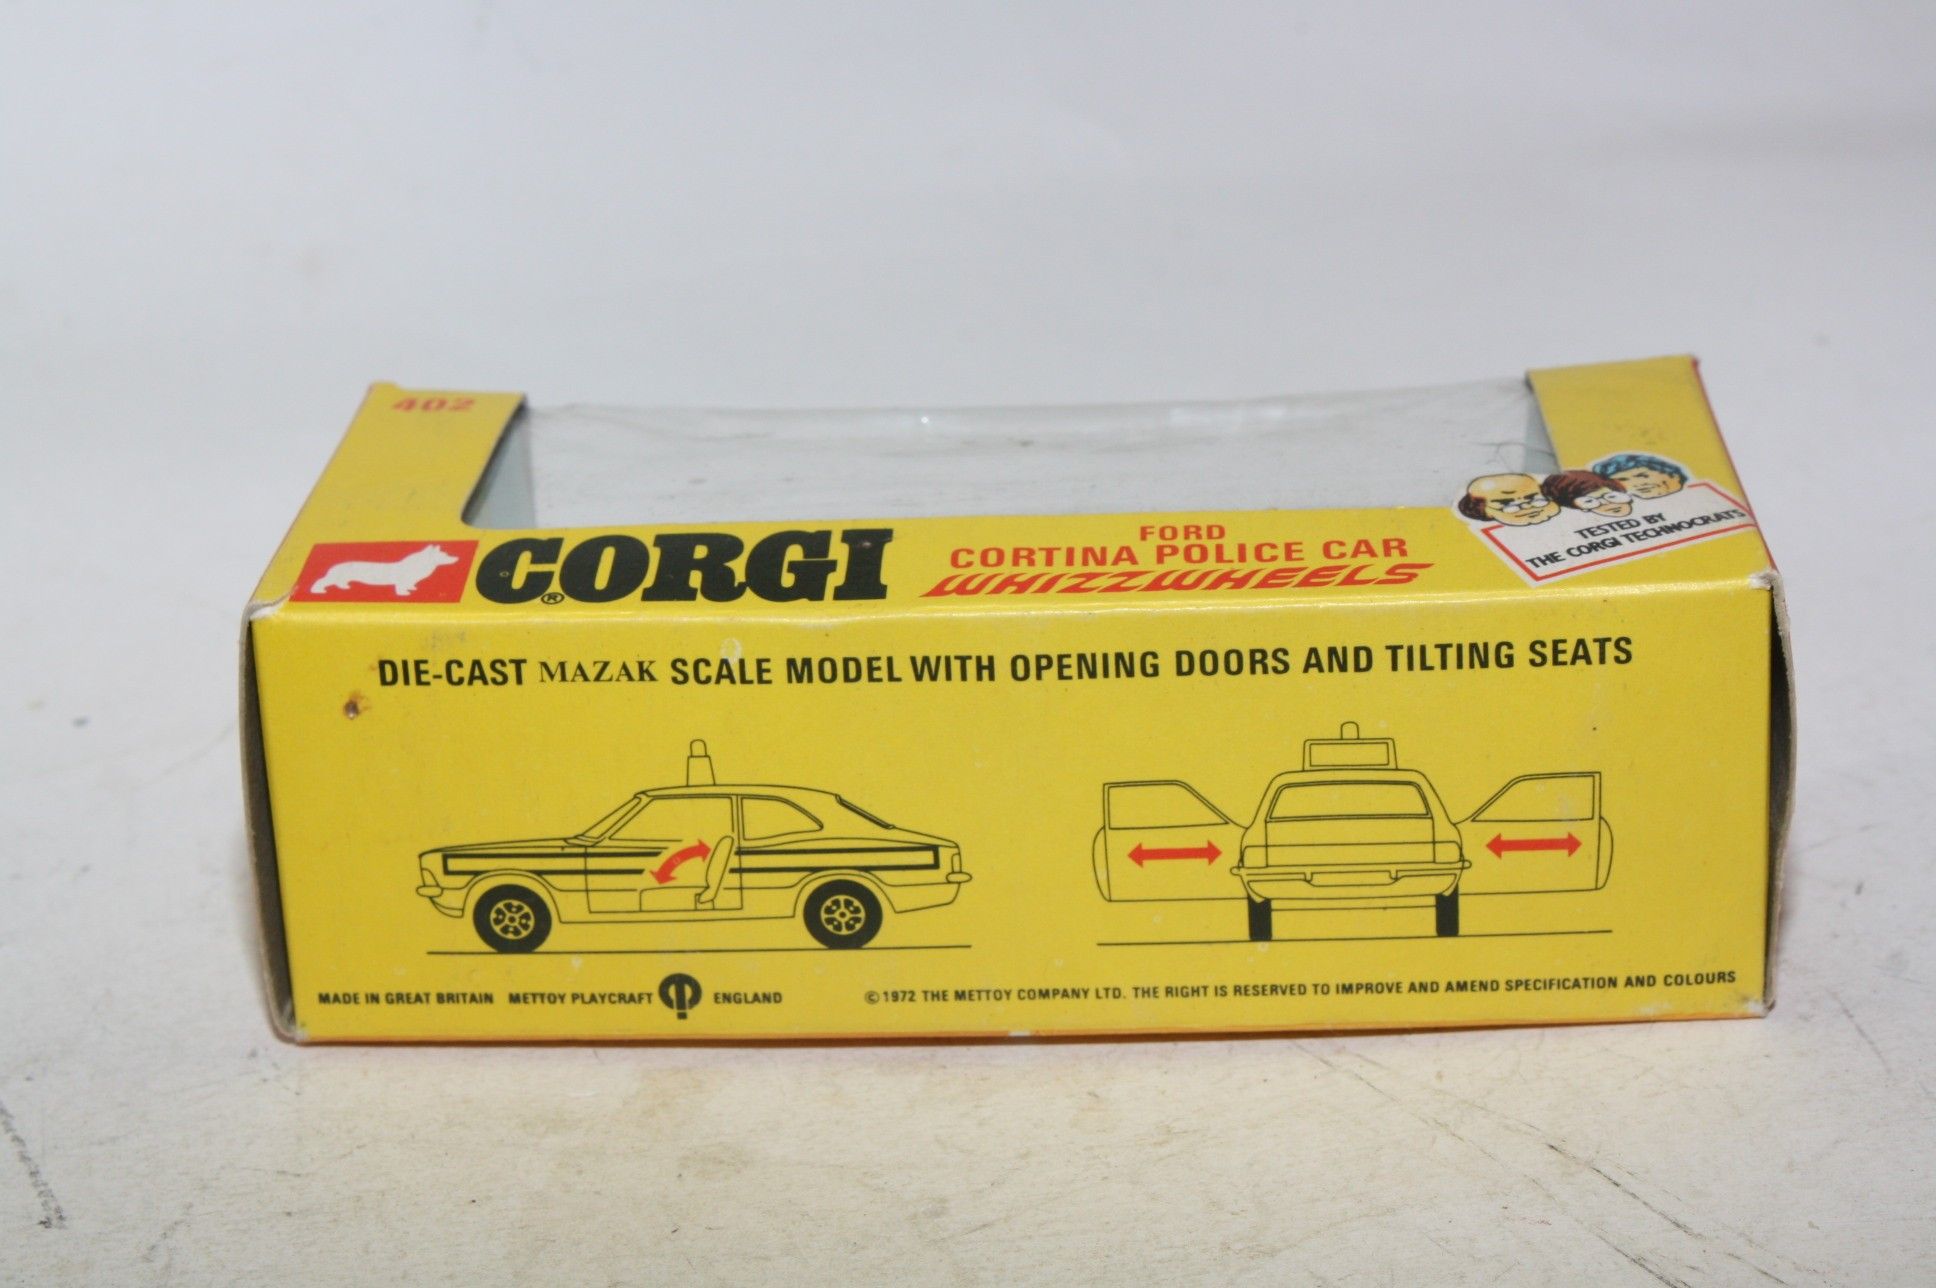 402
CORGI®
FORD
CORTINA POLICE CAR
WHIZZWHEELS
TESTED BY
THE CORGI TECHNOCRATS
DIE-CAST MAZAK SCALE MODEL WITH OPENING DOORS AND TILTING SEATS
MADE IN GREAT BRITAIN METTOY PLAYCRAFT ENGLAND
© 1972 THE METTOY COMPANY LTD. THE RIGHT IS RESERVED TO IMPROVE AND AMEND SPECIFICATION AND COLOURS